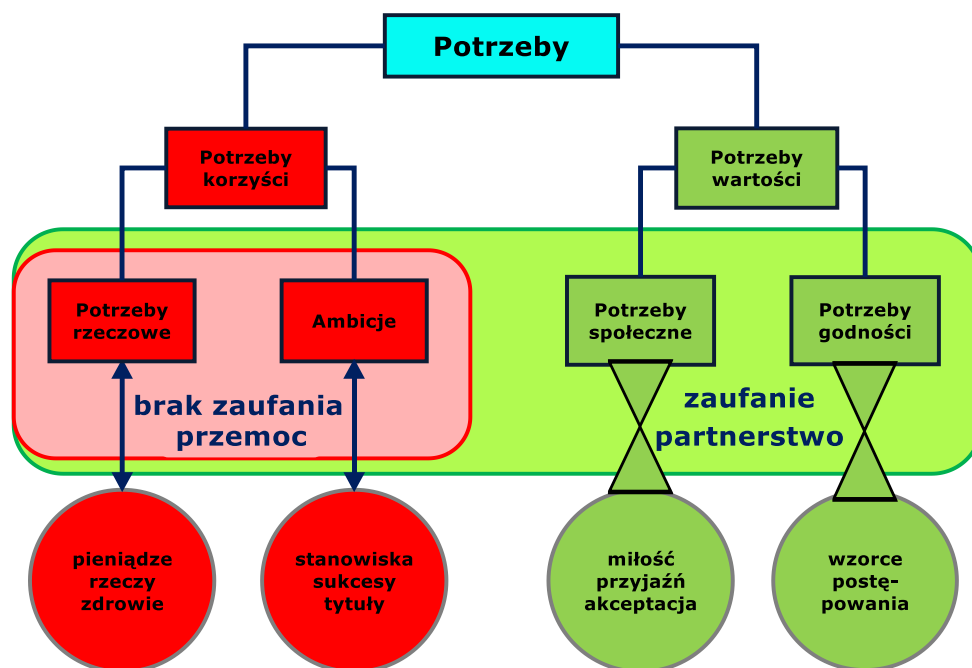 Potrzeby
Potrzeby
korzyści
Potrzeby
wartości
Potrzeby
rzeczowe
Ambicje
Potrzeby
społeczne
Potrzeby
godności
brak zaufania
przemoc
zaufanie
partnerstwo
pieniądze
rzeczy
zdrowie
stanowiska
sukcesy
tytuły
miłość
przyjaźń
akceptacja
wzorce
postę-
powania